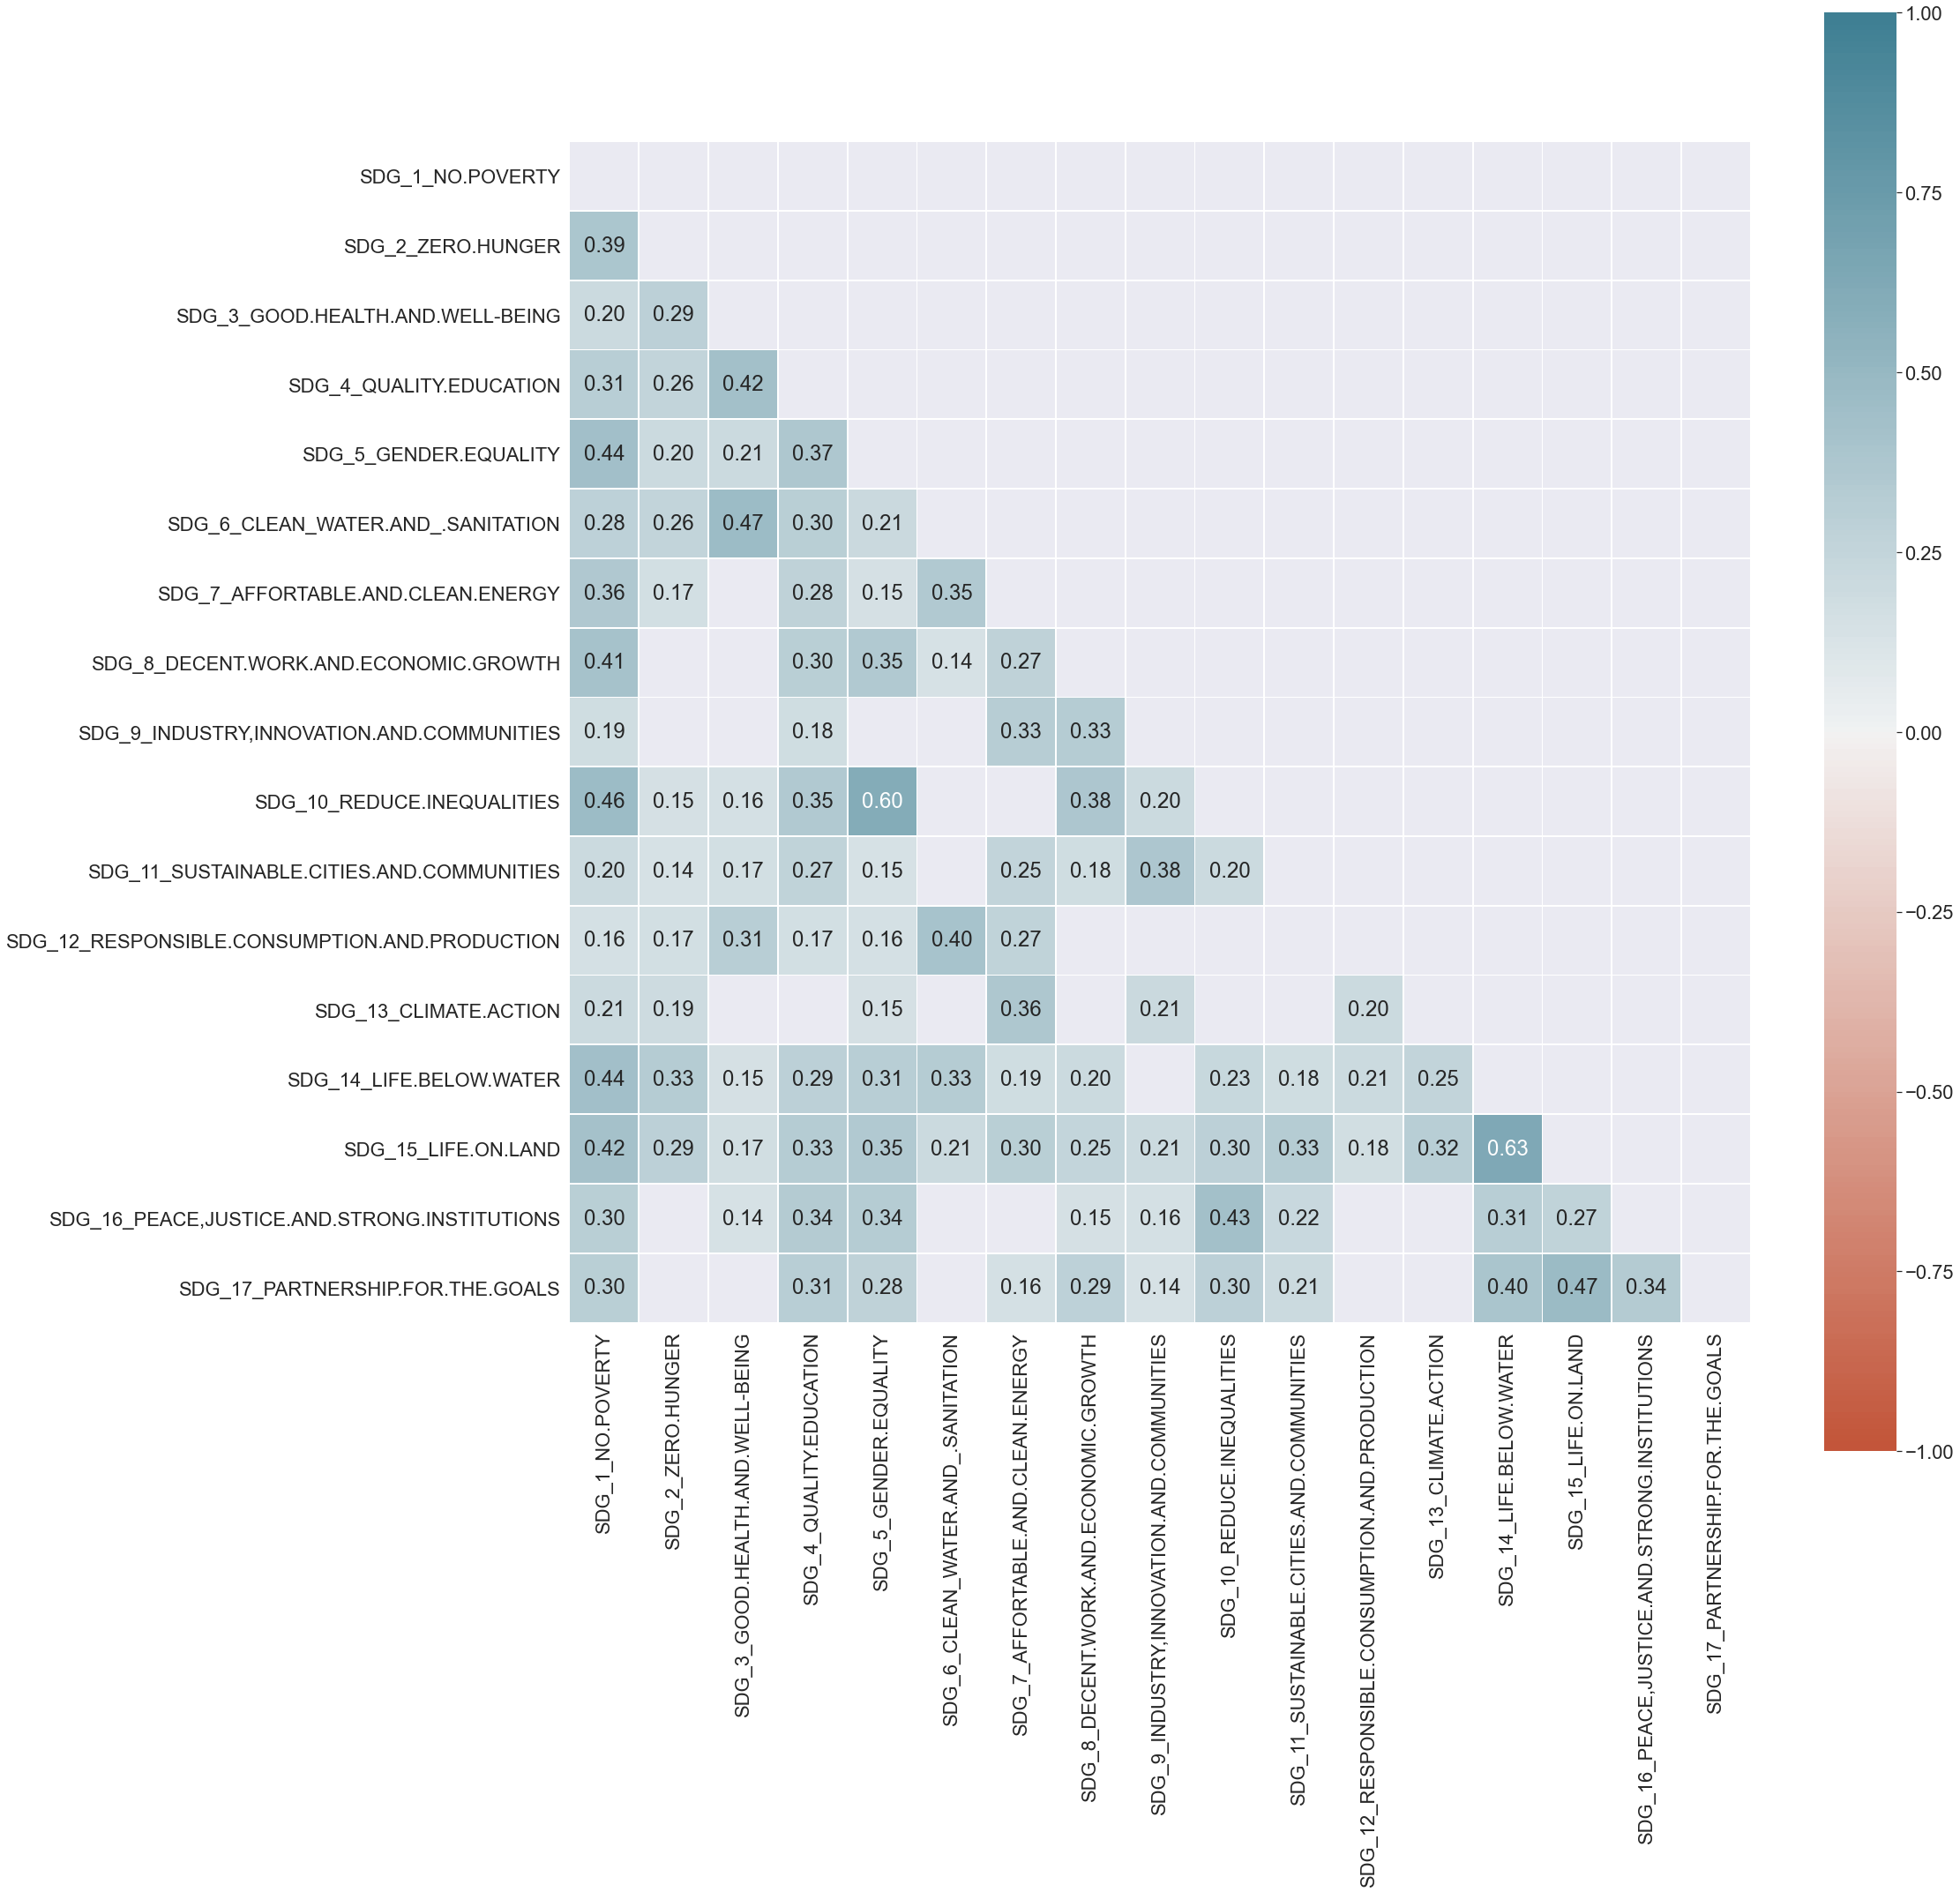 1.00
0.75
0.50
0.25
0.00
−0.25
−0.50
−0.75
−1.00
SDG_1_NO.POVERTY
SDG_2_ZERO.HUNGER 0.39
SDG_3_GOOD.HEALTH.AND.WELL-BEING 0.20 0.29
SDG_4_QUALITY.EDUCATION 0.31 0.26 0.42
SDG_5_GENDER.EQUALITY 0.44 0.20 0.21 0.37
SDG_6_CLEAN_WATER.AND_.SANITATION 0.28 0.26 0.47 0.30 0.21
SDG_7_AFFORTABLE.AND.CLEAN.ENERGY 0.36 0.17 0.28 0.15 0.35
SDG_8_DECENT.WORK.AND.ECONOMIC.GROWTH 0.41 0.30 0.35 0.14 0.27
SDG_9_INDUSTRY,INNOVATION.AND.COMMUNITIES 0.19 0.18 0.33 0.33
SDG_10_REDUCE.INEQUALITIES 0.46 0.15 0.16 0.35 0.60 0.38 0.20
SDG_11_SUSTAINABLE.CITIES.AND.COMMUNITIES 0.20 0.14 0.17 0.27 0.15 0.25 0.18 0.38 0.20
SDG_12_RESPONSIBLE.CONSUMPTION.AND.PRODUCTION 0.16 0.17 0.31 0.17 0.16 0.40 0.27
SDG_13_CLIMATE.ACTION 0.21 0.19 0.15 0.36 0.21 0.20
SDG_14_LIFE.BELOW.WATER 0.44 0.33 0.15 0.29 0.31 0.33 0.19 0.20 0.23 0.18 0.21 0.25
SDG_15_LIFE.ON.LAND 0.42 0.29 0.17 0.33 0.35 0.21 0.30 0.25 0.21 0.30 0.33 0.18 0.32 0.63
SDG_16_PEACE,JUSTICE.AND.STRONG.INSTITUTIONS 0.30 0.14 0.34 0.34 0.15 0.16 0.43 0.22 0.31 0.27
SDG_17_PARTNERSHIP.FOR.THE.GOALS 0.30 0.31 0.28 0.16 0.29 0.14 0.30 0.21 0.40 0.47 0.34
SDG_1_NO.POVERTY
SDG_2_ZERO.HUNGER
SDG_3_GOOD.HEALTH.AND.WELL-BEING
SDG_4_QUALITY.EDUCATION
SDG_5_GENDER.EQUALITY
SDG_6_CLEAN_WATER.AND_.SANITATION
SDG_7_AFFORTABLE.AND.CLEAN.ENERGY
SDG_8_DECENT.WORK.AND.ECONOMIC.GROWTH
SDG_9_INDUSTRY,INNOVATION.AND.COMMUNITIES
SDG_10_REDUCE.INEQUALITIES
SDG_11_SUSTAINABLE.CITIES.AND.COMMUNITIES
SDG_12_RESPONSIBLE.CONSUMPTION.AND.PRODUCTION
SDG_13_CLIMATE.ACTION
SDG_14_LIFE.BELOW.WATER
SDG_15_LIFE.ON.LAND
SDG_16_PEACE,JUSTICE.AND.STRONG.INSTITUTIONS
SDG_17_PARTNERSHIP.FOR.THE.GOALS